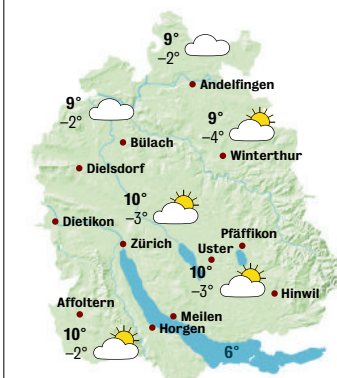 9°
–2°
Andelfingen
9°
–2°
9°
–4°
Bülach
Winterthur
Dielsdorf
10°
–3°
Dietikon
Zürich
Pfäffikon
Uster
10°
–3°
Hinwil
Affoltern
Meilen
10°
Horgen
–2°
6°